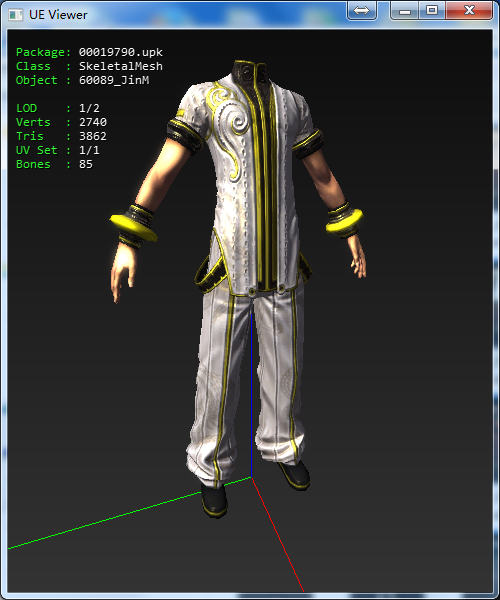 UE Viewer
Package: 00019790.upk
Class : SkeletalMesh
Object : 60089_JinM
LOD : 1/2
Verts : 2740
Tris : 3862
UV Set : 1/1
Bones : 85